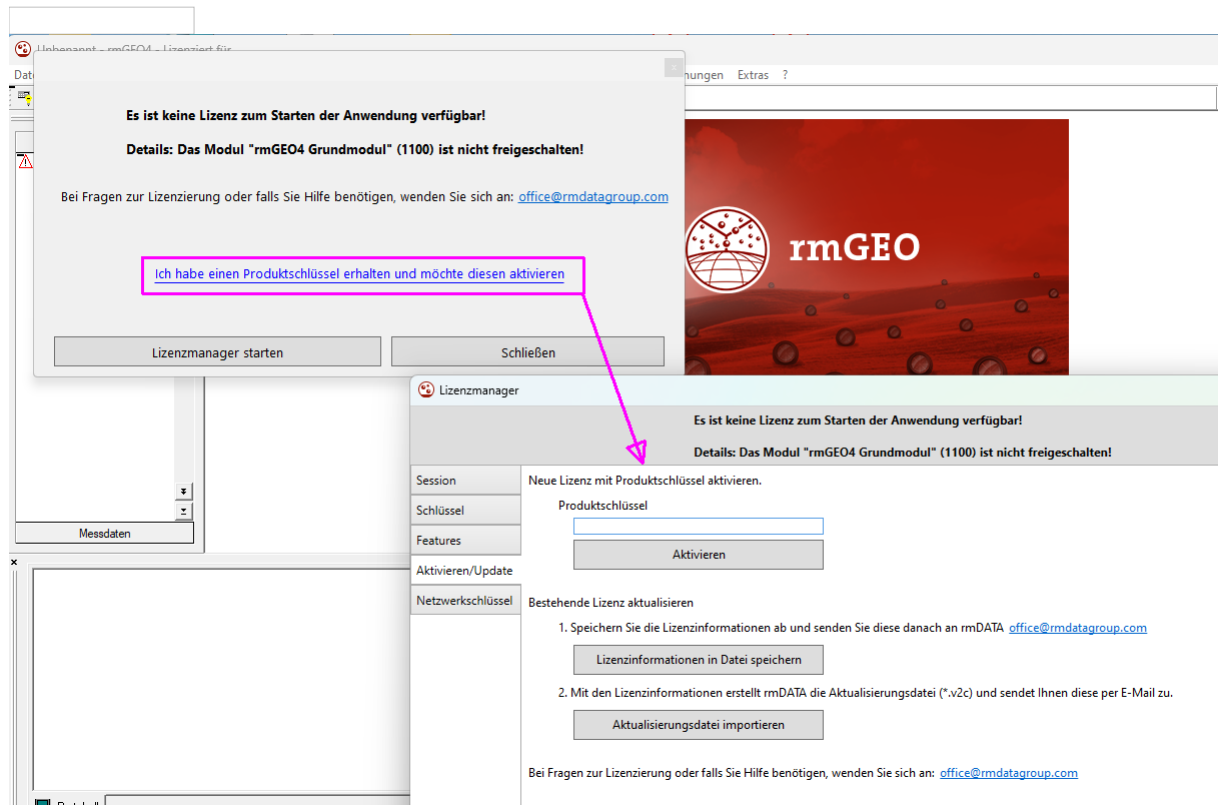 Unbenannt - rmGEO4 - Lizenziert für
Dat
nungen Extras ?
Es ist keine Lizenz zum Starten der Anwendung verfügbar!
Details: Das Modul "rmGEO4 Grundmodul" (1100) ist nicht freigeschalten!
Bei Fragen zur Lizenzierung oder falls Sie Hilfe benötigen, wenden Sie sich an: office@rmdatagroup.com
Ich habe einen Produktschlüssel erhalten und möchte diesen aktivieren
Lizenzmanager starten
Schließen
rmGEO
Messdaten
Lizenzmanager
Es ist keine Lizenz zum Starten der Anwendung verfügbar!
Details: Das Modul "rmGEO4 Grundmodul" (1100) ist nicht freigeschalten!
Session
Schlüssel
Features
Aktivieren/Update
Netzwerkschlüssel
Neue Lizenz mit Produktschlüssel aktivieren.
Produktschlüssel
Aktivieren
Bestehende Lizenz aktualisieren
1. Speichern Sie die Lizenzinformationen ab und senden Sie diese danach an rmDATA office@rmdatagroup.com
Lizenzinformationen in Datei speichern
2. Mit den Lizenzinformationen erstellt rmDATA die Aktualisierungsdatei (*.v2c) und sendet Ihnen diese per E-Mail zu.
Aktualisierungsdatei importieren
Bei Fragen zur Lizenzierung oder falls Sie Hilfe benötigen, wenden Sie sich an: office@rmdatagroup.com